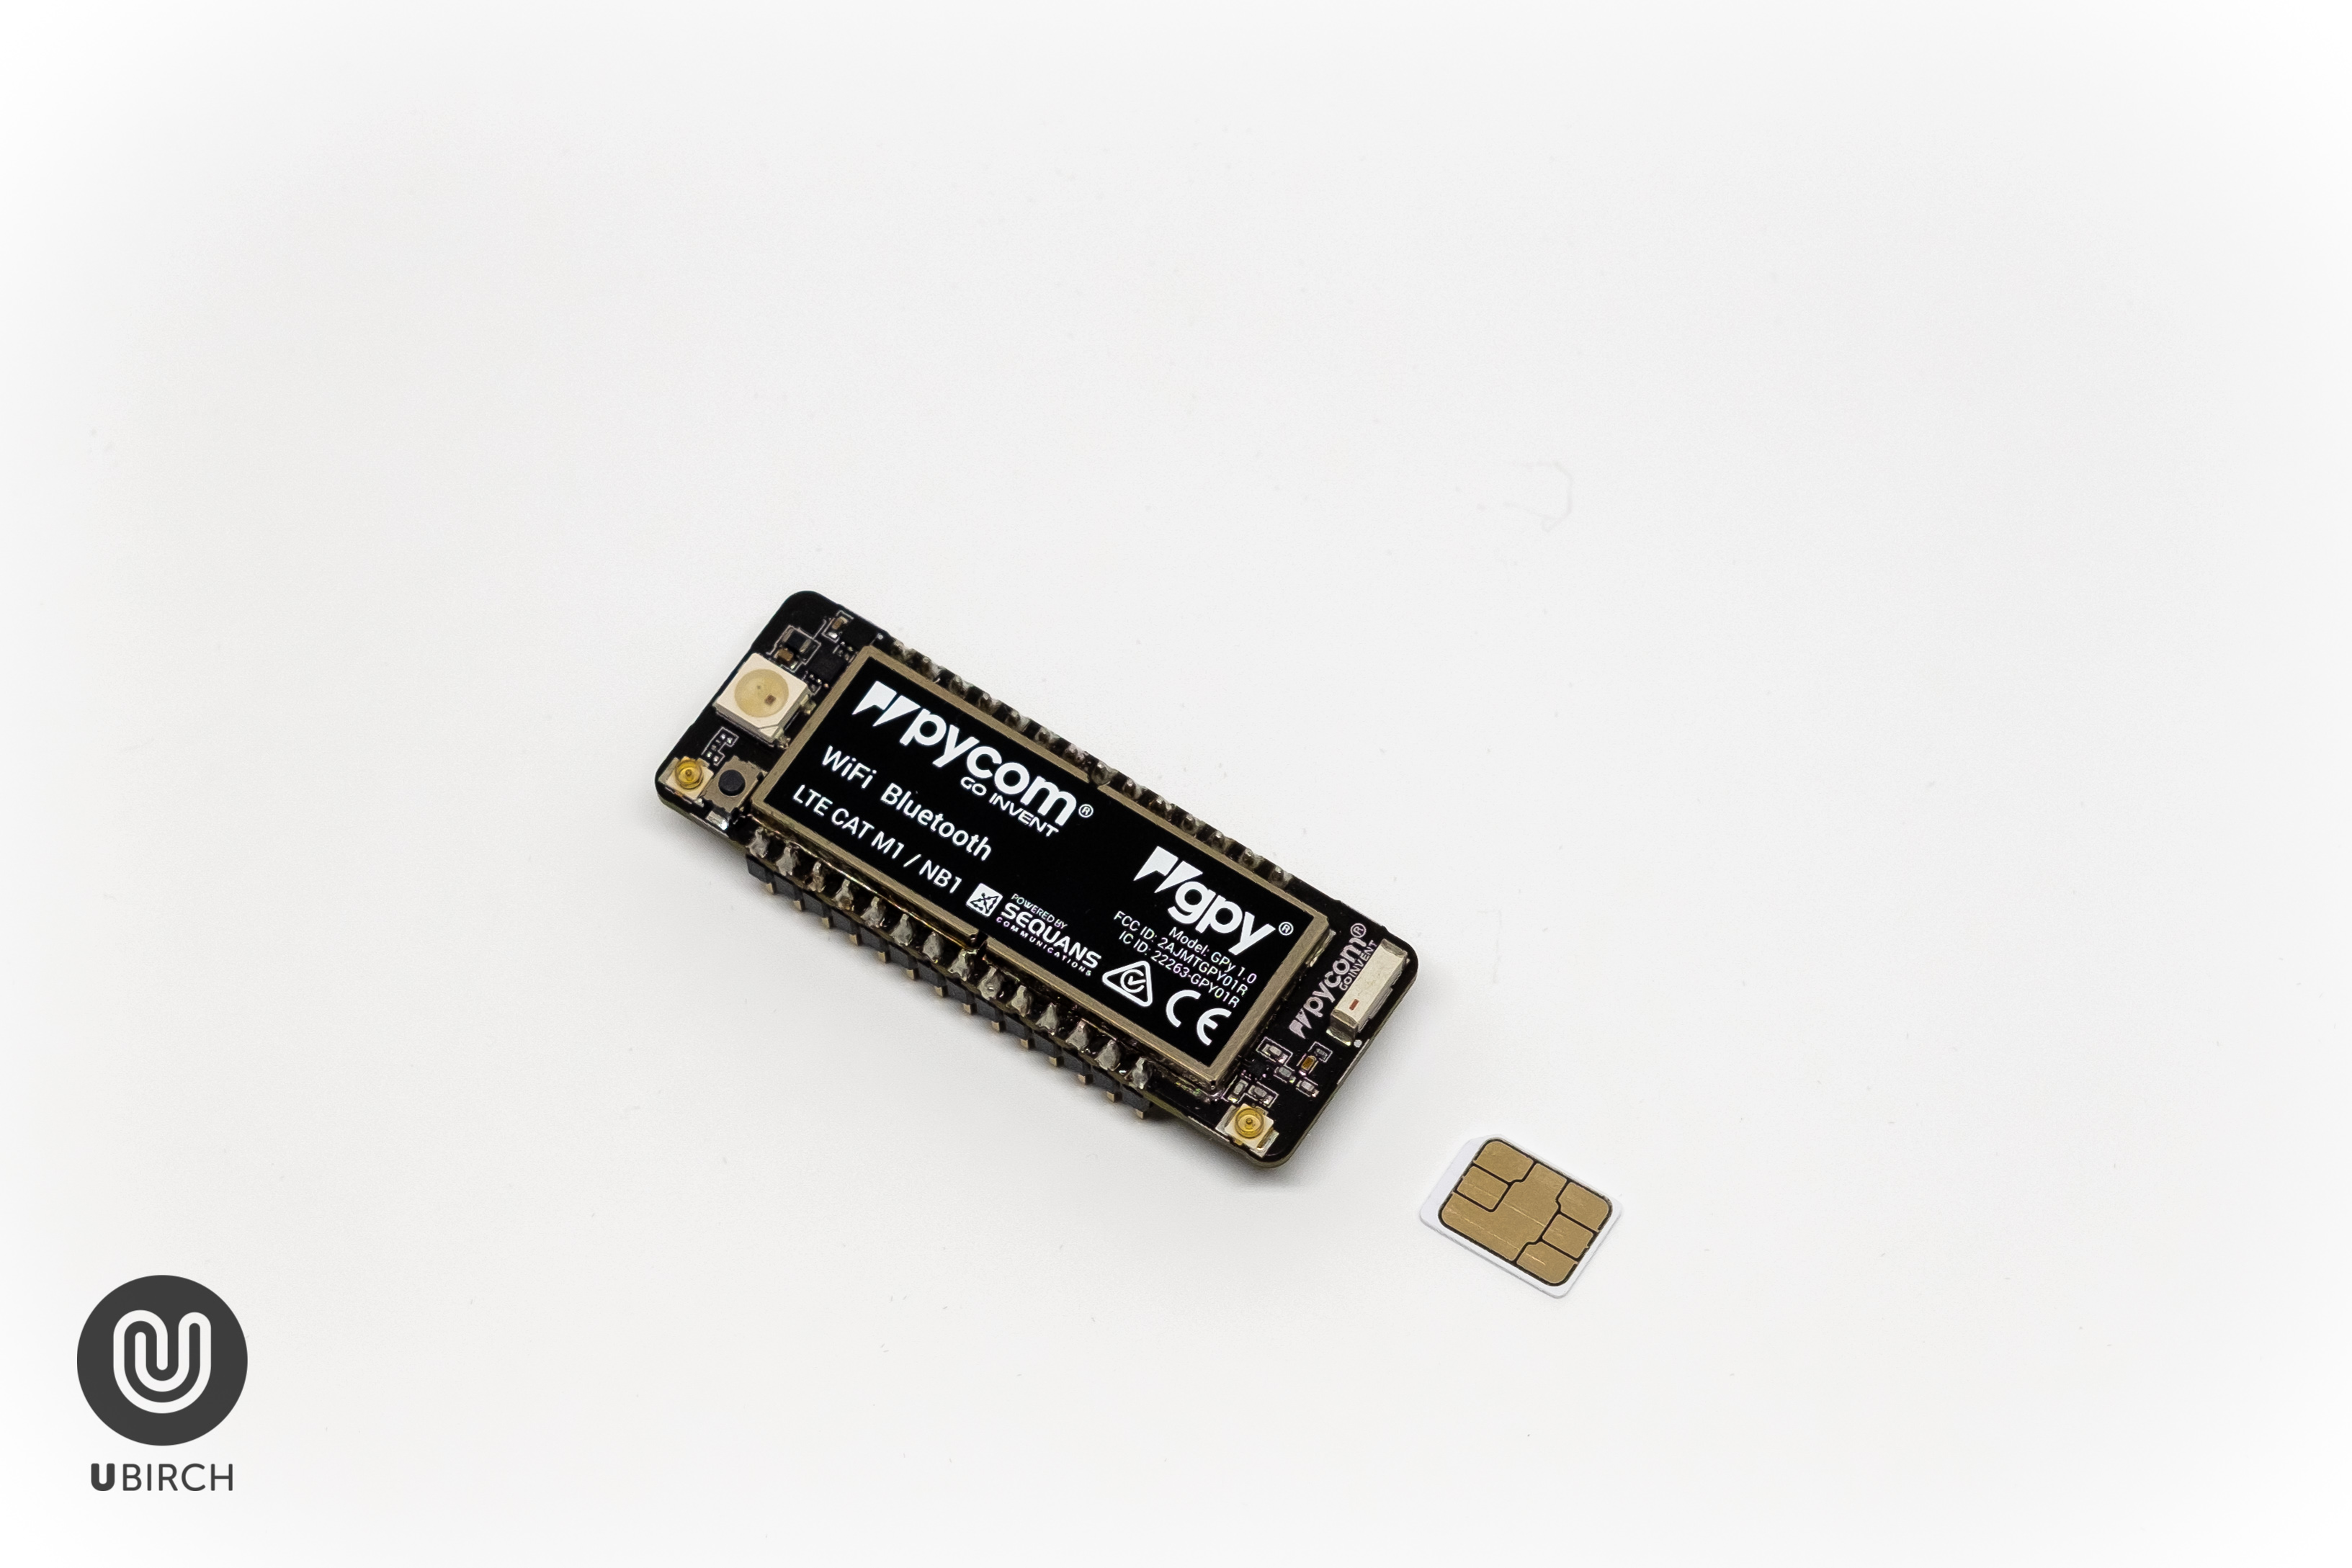 pycom®
GO INVENT
WiFi Bluetooth
LTE CAT M1 / NB1
POWERED BY
SEQUANS
COMMUNICATIONS
gpy®
Model: GPy 1.0
FCC ID: 2AJMTGPY01R
IC ID: 22263-GPY01R
CE
pycom®
GO INVENT
UBIRCH